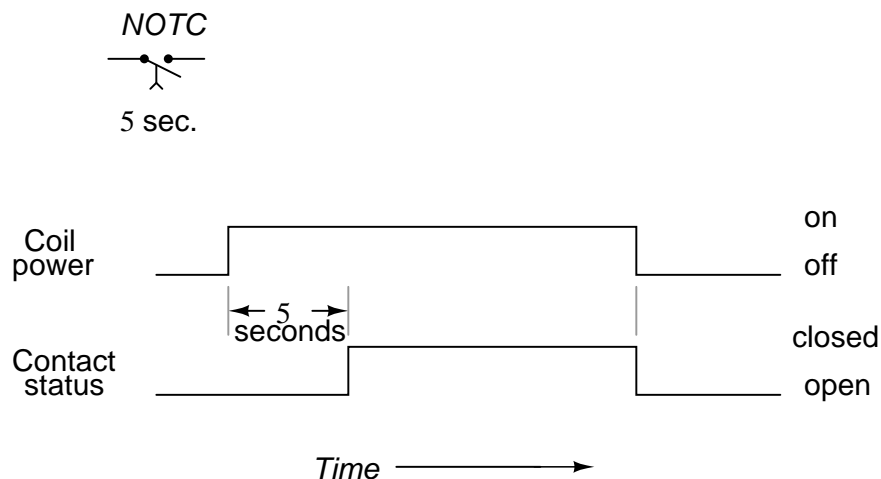 NOTC
5 sec.
Coil
power
on
off
5
seconds
Contact
status
closed
open
Time